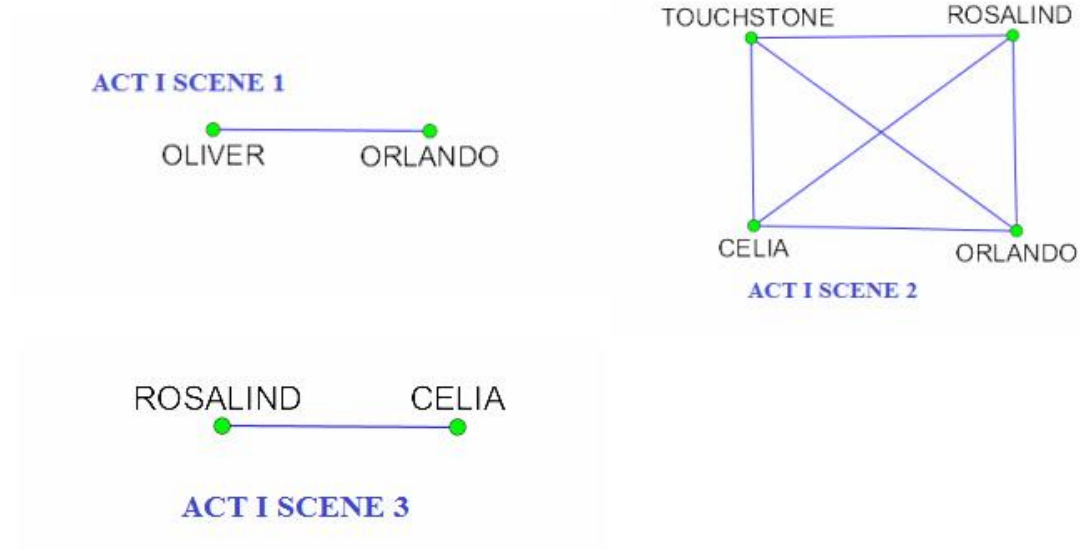 ACT I SCENE 1
OLIVER ORLANDO
TOUCHSTONE ROSALIND
CELIA ORLANDO
ACT I SCENE 2
ROSALIND CELIA
ACT I SCENE 3